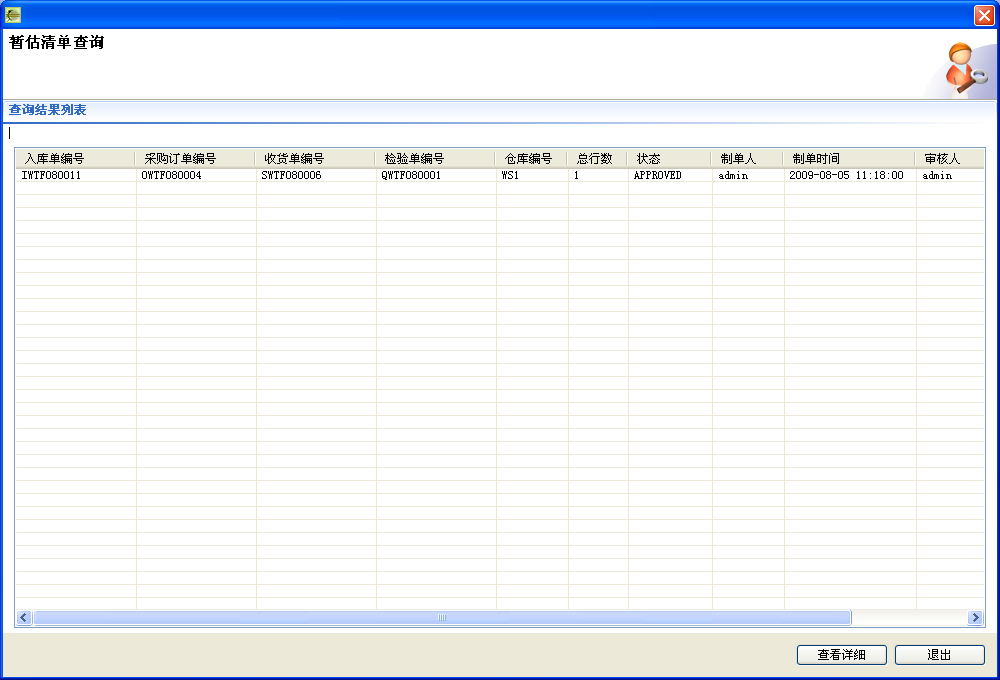 暂估清单查询
查询结果列表
入库单编号 采购订单编号 收货单编号 检验单编号 仓库编号 总行数 状态 制单人 制单时间 审核人
IWTF080011 OWTF080004 SWTF080006 QWTF080001 WS1 1 APPROVED admin 2009-08-05 11:18:00 admin
查看详细 退出